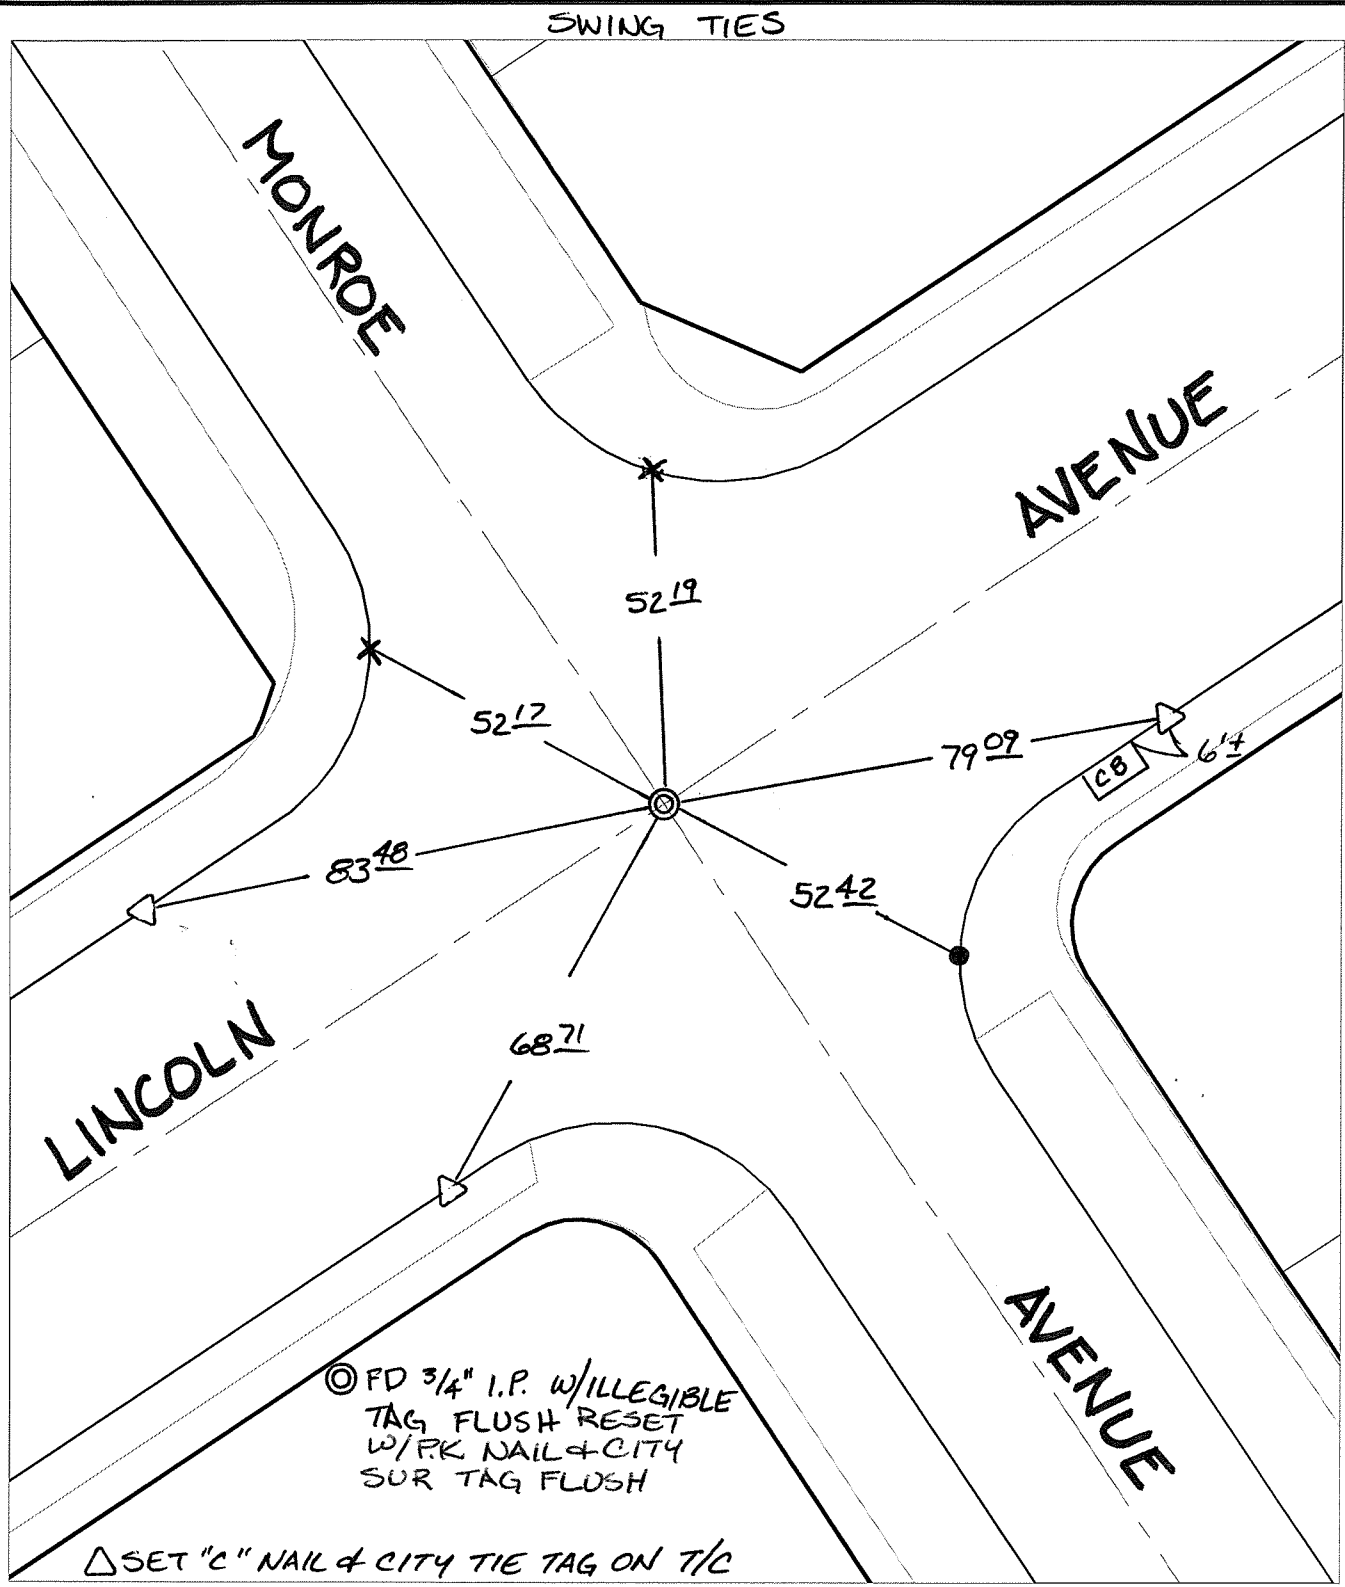 SWING TIES
MONROE
AVENUE
52 19
52 17
79 09
CB
6'±
83 48
52 42
LINCOLN
68 71
AVENUE
FD 3/4" I.P. W/ILLEGIBLE
TAG FLUSH RESET
W/P.K. NAIL & CITY
SUR TAG FLUSH
SET "C" NAIL & CITY TIE TAG ON T/C